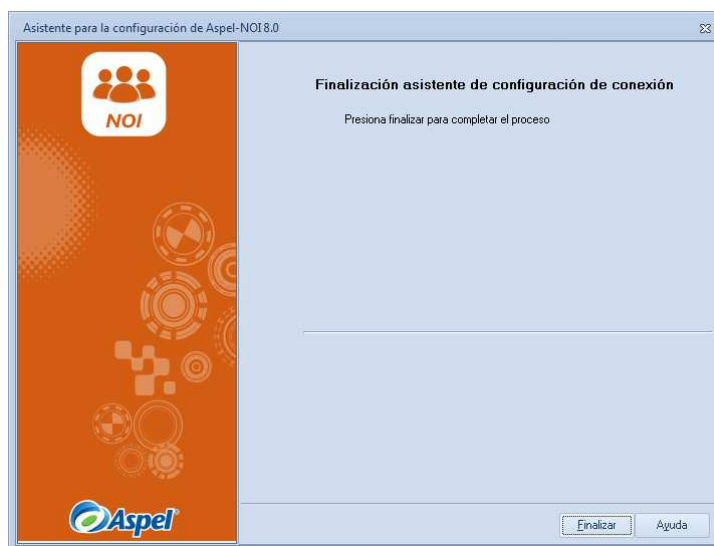 Asistente para la configuración de Aspel-NOI 8.0
NOI
Finalización asistente de configuración de conexión
Presiona finalizar para completar el proceso
Aspel
Finalizar Ayuda